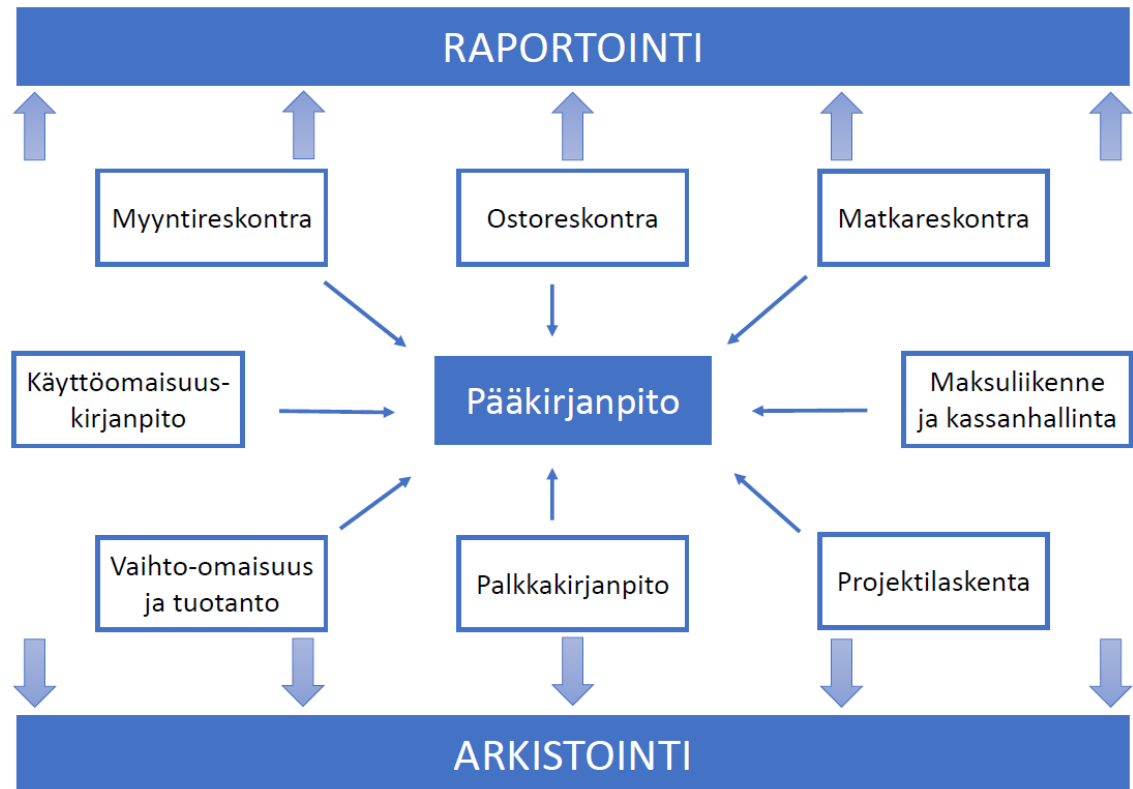 RAPORTOINTI
Myyntireskontra
Ostoreskontra
Matkareskontra
Käyttöomaisuus-
kirjanpito
Pääkirjanpito
Maksuliikenne
ja kassanhallinta
Vaihto-omaisuus
ja tuotanto
Palkkakirjanpito
Projektilaskenta
ARKISTOINTI